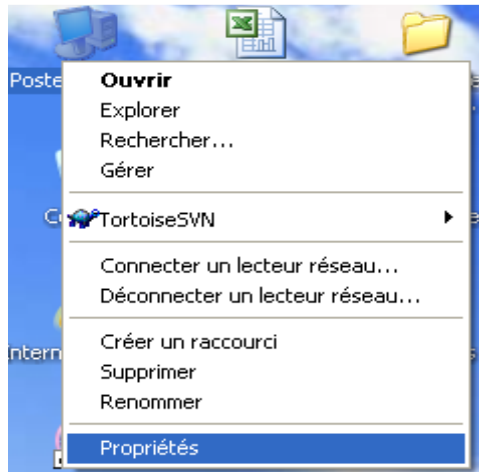 Poste
Ouvrir
Explorer
Rechercher...
Gérer
TortoiseSVN
Connecter un lecteur réseau...
Déconnecter un lecteur réseau...
Créer un raccourci
Intern
Supprimer
Renommer
Propriétés